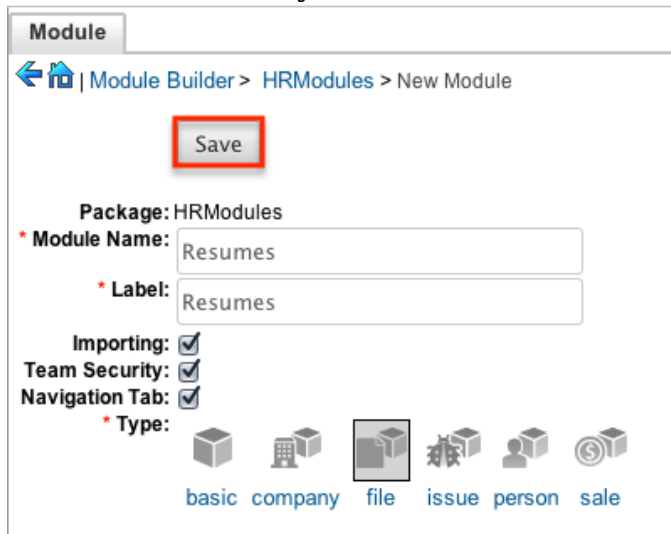 Module
| Module Builder > HRModules > New Module
Save
Package: HRModules
* Module Name: Resumes
* Label: Resumes
Importing:
Team Security:
Navigation Tab:
* Type:
basic company file issue person sale